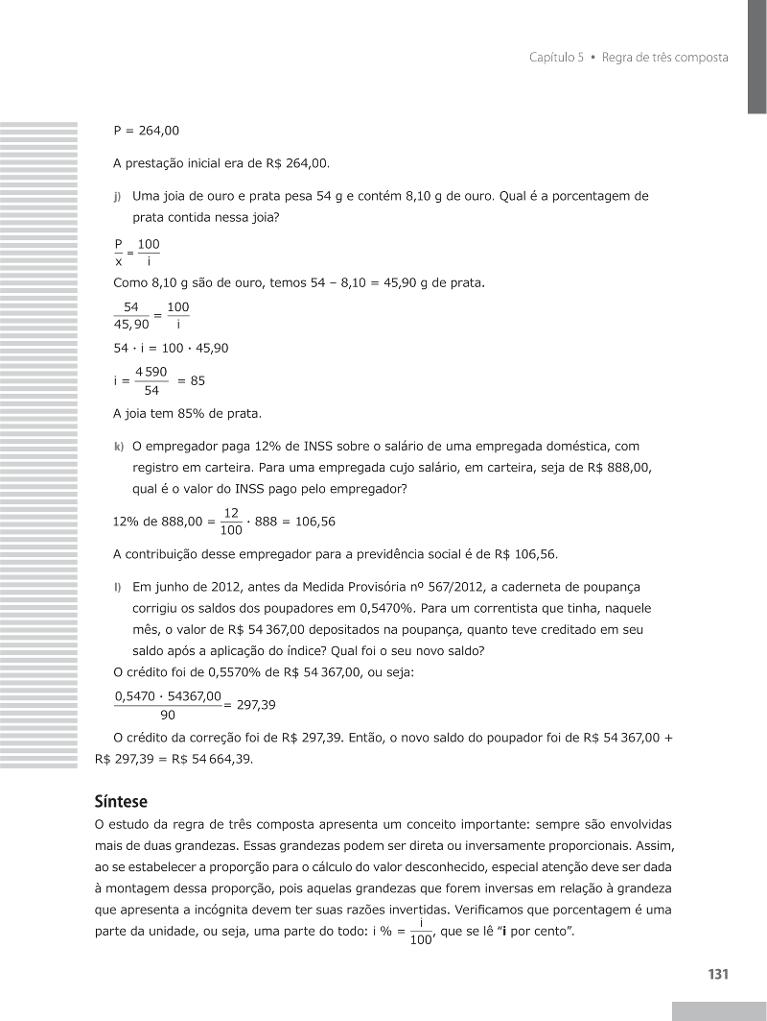 Capítulo 5 • Regra de três composta
P = 264,00
A prestação inicial era de R$ 264,00.
j) Uma joia de ouro e prata pesa 54 g e contém 8,10 g de ouro. Qual é a porcentagem de
prata contida nessa joia?
P/x = 100/i
Como 8,10 g são de ouro, temos 54 – 8,10 = 45,90 g de prata.
54/45,90 = 100/i
54 · i = 100 · 45,90
i = 4 590/54 = 85
A joia tem 85% de prata.
k) O empregador paga 12% de INSS sobre o salário de uma empregada doméstica, com
registro em carteira. Para uma empregada cujo salário, em carteira, seja de R$ 888,00,
qual é o valor do INSS pago pelo empregador?
12% de 888,00 = 12/100 · 888 = 106,56
A contribuição desse empregador para a previdência social é de R$ 106,56.
l) Em junho de 2012, antes da Medida Provisória nº 567/2012, a caderneta de poupança
corrigiu os saldos dos poupadores em 0,5470%. Para um correntista que tinha, naquele
mês, o valor de R$ 54 367,00 depositados na poupança, quanto teve creditado em seu
saldo após a aplicação do índice? Qual foi o seu novo saldo?
O crédito foi de 0,5570% de R$ 54 367,00, ou seja:
0,5470 · 54367,00/90 = 297,39
O crédito da correção foi de R$ 297,39. Então, o novo saldo do poupador foi de R$ 54 367,00 +
R$ 297,39 = R$ 54 664,39.
Síntese
O estudo da regra de três composta apresenta um conceito importante: sempre são envolvidas
mais de duas grandezas. Essas grandezas podem ser direta ou inversamente proporcionais. Assim,
ao se estabelecer a proporção para o cálculo do valor desconhecido, especial atenção deve ser dada
à montagem dessa proporção, pois aquelas grandezas que forem inversas em relação à grandeza
que apresenta a incógnita devem ter suas razões invertidas. Verificamos que porcentagem é uma
parte da unidade, ou seja, uma parte do todo: i % = i/100, que se lê “i por cento”.
131